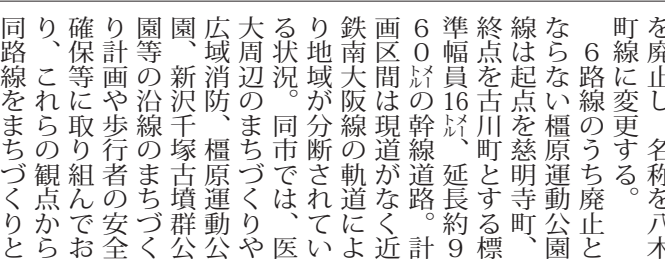 を廃止し、名称を八木
町線に変更する。
　６路線のうち廃止と
ならない橿原運動公園
線は起点を慈明寺町、
終点を古川町とする標
準幅員16㍍、延長約９
６０㍍の幹線道路。計
画区間は現道がなく近
鉄南大阪線の軌道によ
り地域が分断されてい
る状況。同市では、医
大周辺のまちづくりや
広域消防、橿原運動公
園、新沢千塚古墳群公
園等の沿線のまちづく
り計画や歩行者の安全
確保等に取り組んでお
り、これらの観点から
同路線をまちづくりと